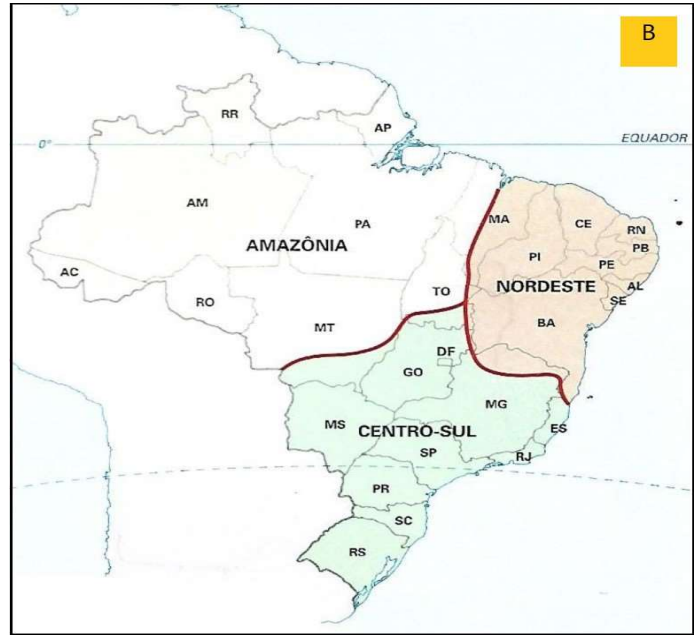 B
RR
AP
0°
EQUADOR
AM
PA
MA
CE
RN
PB
AMAZÔNIA
PI
PE
AC
NORDESTE
AL
RO
TO
SE
MT
BA
DF
GO
MG
MS
CENTRO-SUL
ES
SP
RJ
PR
SC
RS